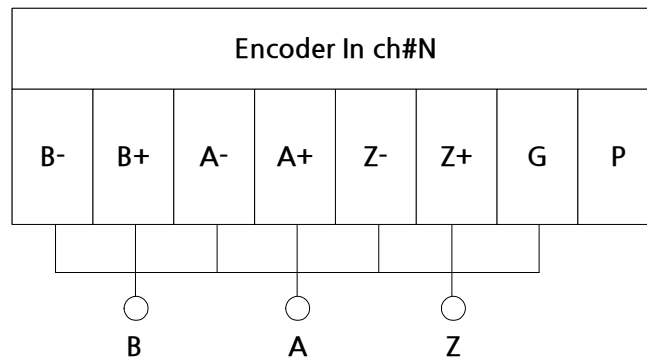 Encoder In ch#N
B- B+ A- A+ Z- Z+ G P
B A Z